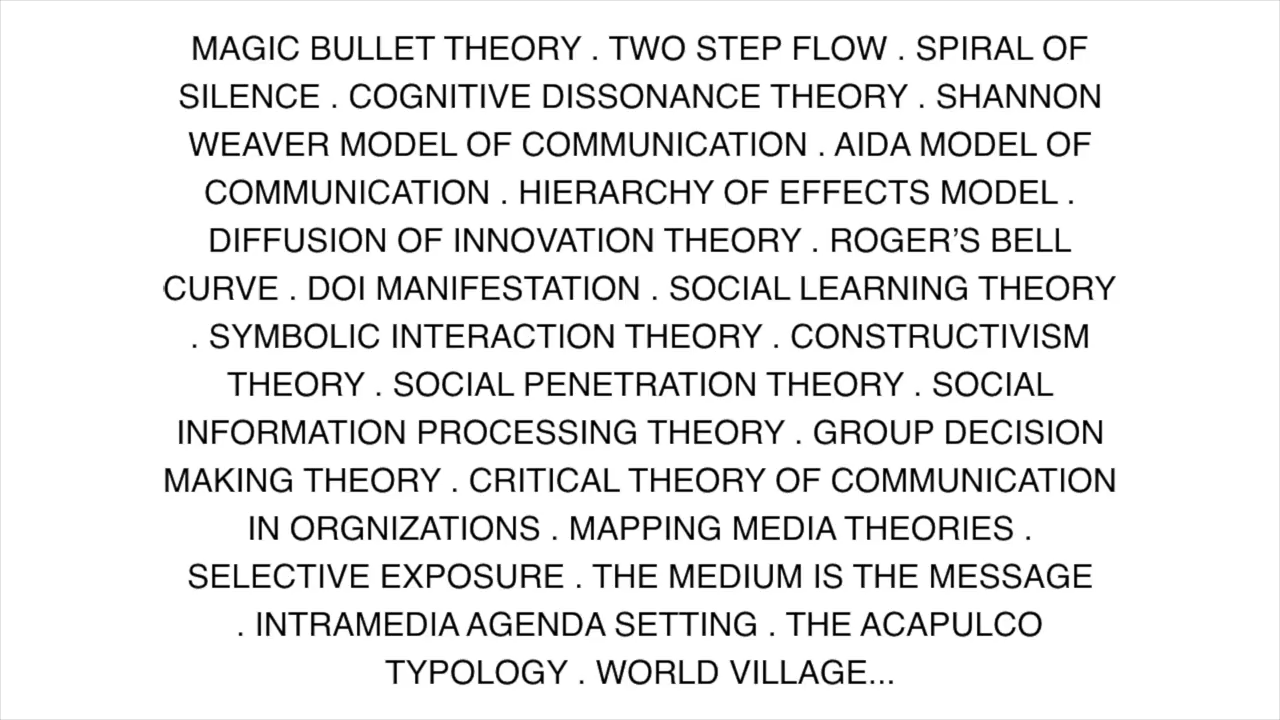 MAGIC BULLET THEORY . TWO STEP FLOW . SPIRAL OF
SILENCE . COGNITIVE DISSONANCE THEORY . SHANNON
WEAVER MODEL OF COMMUNICATION . AIDA MODEL OF
COMMUNICATION . HIERARCHY OF EFFECTS MODEL .
DIFFUSION OF INNOVATION THEORY . ROGER’S BELL
CURVE . DOI MANIFESTATION . SOCIAL LEARNING THEORY
. SYMBOLIC INTERACTION THEORY . CONSTRUCTIVISM
THEORY . SOCIAL PENETRATION THEORY . SOCIAL
INFORMATION PROCESSING THEORY . GROUP DECISION
MAKING THEORY . CRITICAL THEORY OF COMMUNICATION
IN ORGNIZATIONS . MAPPING MEDIA THEORIES .
SELECTIVE EXPOSURE . THE MEDIUM IS THE MESSAGE
. INTRAMEDIA AGENDA SETTING . THE ACAPULCO
TYPOLOGY . WORLD VILLAGE...